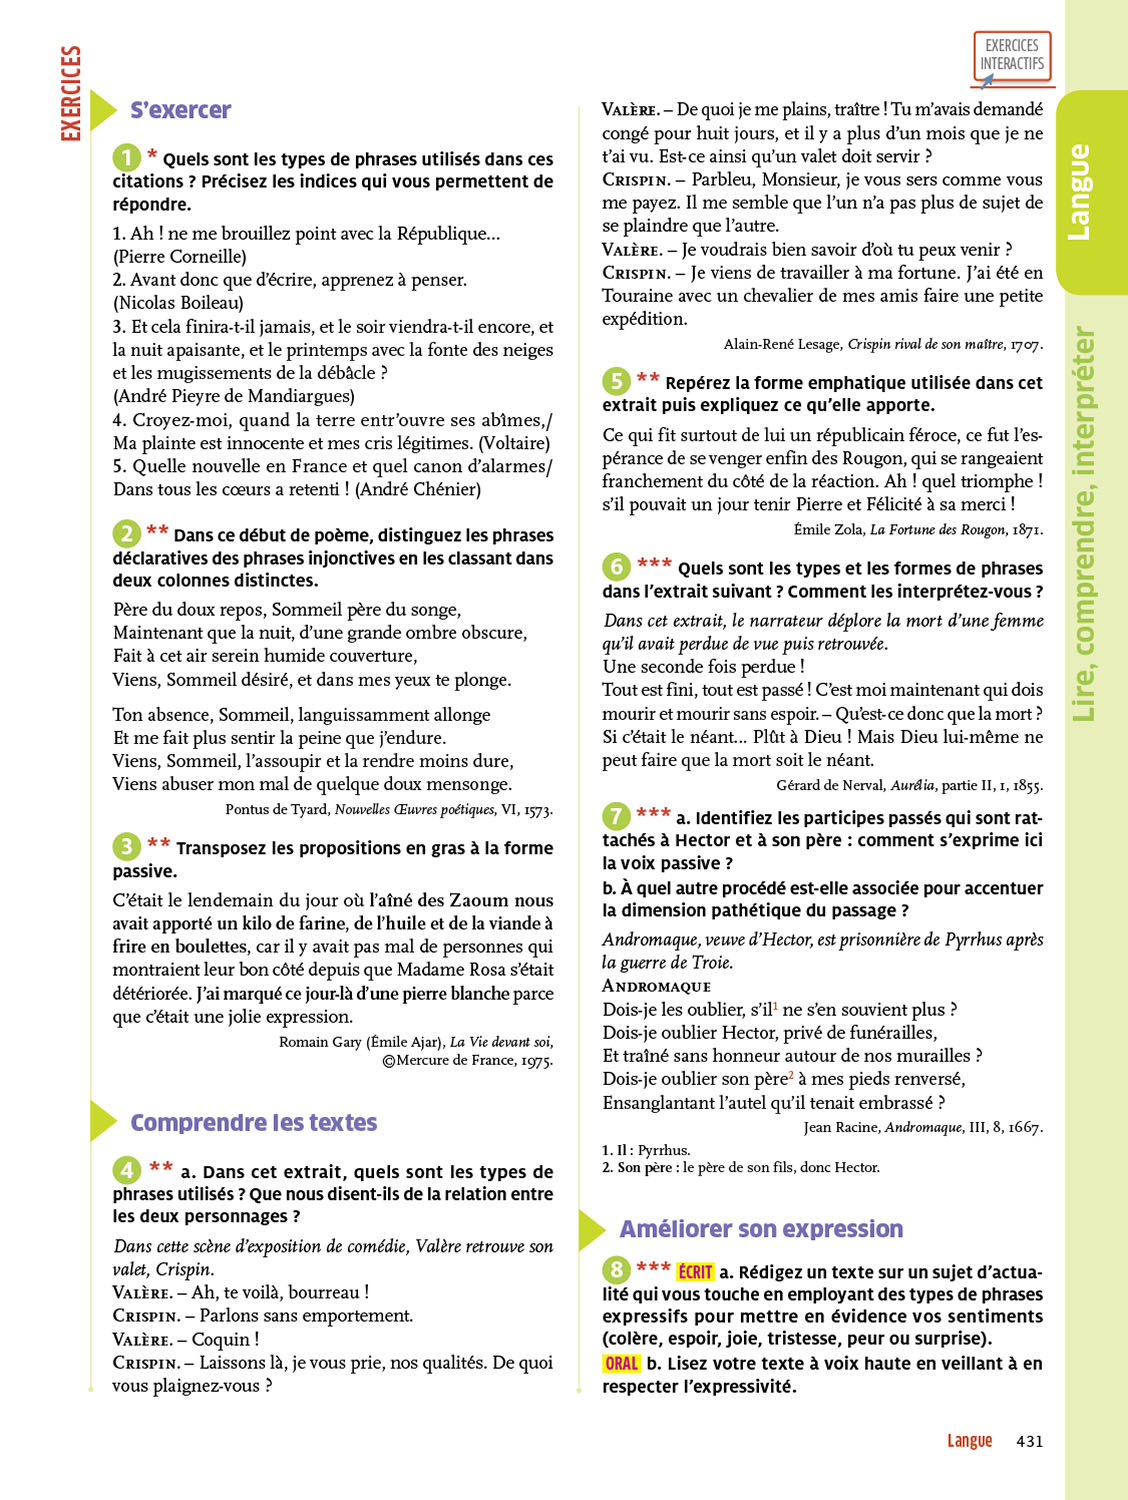 EXERCICES
EXERCICES
INTERACTIFS
S'exercer
1 * Quels sont les types de phrases utilisés dans ces
citations ? Précisez les indices qui vous permettent de
répondre.
1. Ah ! ne me brouillez point avec la République...
(Pierre Corneille)
2. Avant donc que d'écrire, apprenez à penser.
(Nicolas Boileau)
3. Et cela finira-t-il jamais, et le soir viendra-t-il encore, et
la nuit apaisante, et le printemps avec la fonte des neiges
et les mugissements de la débâcle ?
(André Pieyre de Mandiargues)
4. Croyez-moi, quand la terre entr'ouvre ses abîmes,/
Ma plainte est innocente et mes cris légitimes. (Voltaire)
5. Quelle nouvelle en France et quel canon d'alarmes/
Dans tous les cœurs a retenti ! (André Chénier)
2 ** Dans ce début de poème, distinguez les phrases
déclaratives des phrases injonctives en les classant dans
deux colonnes distinctes.
Père du doux repos, Sommeil père du songe,
Maintenant que la nuit, d'une grande ombre obscure,
Fait à cet air serein humide couverture,
Viens, Sommeil désiré, et dans mes yeux te plonge.
Ton absence, Sommeil, languissamment allonge
Et me fait plus sentir la peine que j'endure.
Viens, Sommeil, l'assoupir et la rendre moins dure,
Viens abuser mon mal de quelque doux mensonge.
Pontus de Tyard, Nouvelles Œuvres poétiques, VI, 1573.
3 ** Transposez les propositions en gras à la forme
passive.
C'était le lendemain du jour où l'aîné des Zaoum nous
avait apporté un kilo de farine, de l'huile et de la viande à
frire en boulettes, car il y avait pas mal de personnes qui
montraient leur bon côté depuis que Madame Rosa s'était
détériorée. J'ai marqué ce jour-là d'une pierre blanche parce
que c'était une jolie expression.
Romain Gary (Émile Ajar), La Vie devant soi,
©Mercure de France, 1975.
Comprendre les textes
4 ** a. Dans cet extrait, quels sont les types de
phrases utilisés ? Que nous disent-ils de la relation entre
les deux personnages ?
Dans cette scène d'exposition de comédie, Valère retrouve son
valet, Crispin.
VALÈRE. – Ah, te voilà, bourreau !
CRISPIN. – Parlons sans emportement.
VALÈRE. – Coquin !
CRISPIN. – Laissons là, je vous prie, nos qualités. De quoi
vous plaignez-vous ?
VALÈRE. – De quoi je me plains, traître ! Tu m'avais demandé
congé pour huit jours, et il y a plus d'un mois que je ne
t'ai vu. Est-ce ainsi qu'un valet doit servir ?
CRISPIN. – Parbleu, Monsieur, je vous sers comme vous
me payez. Il me semble que l'un n'a pas plus de sujet de
se plaindre que l'autre.
VALÈRE. – Je voudrais bien savoir d'où tu peux venir ?
CRISPIN. – Je viens de travailler à ma fortune. J'ai été en
Touraine avec un chevalier de mes amis faire une petite
expédition.
Alain-René Lesage, Crispin rival de son maître, 1707.
5 ** Repérez la forme emphatique utilisée dans cet
extrait puis expliquez ce qu'elle apporte.
Ce qui fit surtout de lui un républicain féroce, ce fut l'es-
pérance de se venger enfin des Rougon, qui se rangeaient
franchement du côté de la réaction. Ah ! quel triomphe !
s'il pouvait un jour tenir Pierre et Félicité à sa merci !
Émile Zola, La Fortune des Rougon, 1871.
6 *** Quels sont les types et les formes de phrases
dans l'extrait suivant ? Comment les interprétez-vous ?
Dans cet extrait, le narrateur déplore la mort d'une femme
qu'il avait perdue de vue puis retrouvée.
Une seconde fois perdue !
Tout est fini, tout est passé ! C'est moi maintenant qui dois
mourir et mourir sans espoir. – Qu'est-ce donc que la mort ?
Si c'était le néant... Plût à Dieu ! Mais Dieu lui-même ne
peut faire que la mort soit le néant.
Gérard de Nerval, Aurélia, partie II, 1, 1855.
7 *** a. Identifiez les participes passés qui sont rat-
tachés à Hector et à son père : comment s'exprime ici
la voix passive ?
b. À quel autre procédé est-elle associée pour accentuer
la dimension pathétique du passage ?
Andromaque, veuve d'Hector, est prisonnière de Pyrrhus après
la guerre de Troie.
ANDROMAQUE
Dois-je les oublier, s'il1 ne s'en souvient plus ?
Dois-je oublier Hector, privé de funérailles,
Et traîné sans honneur autour de nos murailles ?
Dois-je oublier son père2 à mes pieds renversé,
Ensanglantant l'autel qu'il tenait embrassé ?
Jean Racine, Andromaque, III, 8, 1667.
1. Il : Pyrrhus.
2. Son père : le père de son fils, donc Hector.
Améliorer son expression
8 *** ÉCRIT a. Rédigez un texte sur un sujet d'actua-
lité qui vous touche en employant des types de phrases
expressifs pour mettre en évidence vos sentiments
(colère, espoir, joie, tristesse, peur ou surprise).
ORAL b. Lisez votre texte à voix haute en veillant à en
respecter l'expressivité.
Langue
Lire, comprendre, interpréter
Langue 431